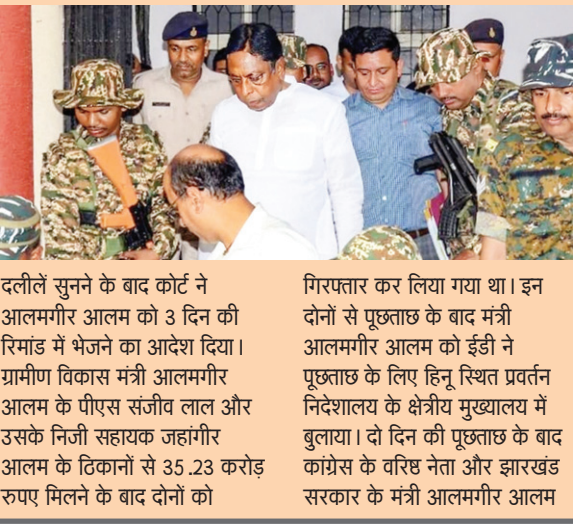 दलीलें सुनने के बाद कोर्ट ने
आलमगीर आलम को 3 दिन की
रिमांड में भेजने का आदेश दिया।
ग्रामीण विकास मंत्री आलमगीर
आलम के पीएस संजीव लाल और
उसके निजी सहायक जहांगीर
आलम के ठिकानों से 35.23 करोड़
रुपए मिलने के बाद दोनों को
गिरफ्तार कर लिया गया था। इन
दोनों से पूछताछ के बाद मंत्री
आलमगीर आलम को ईडी ने
पूछताछ के लिए हिनू स्थित प्रवर्तन
निदेशालय के क्षेत्रीय मुख्यालय में
बुलाया। दो दिन की पूछताछ के बाद
कांग्रेस के वरिष्ठ नेता और झारखंड
सरकार के मंत्री आलमगीर आलम